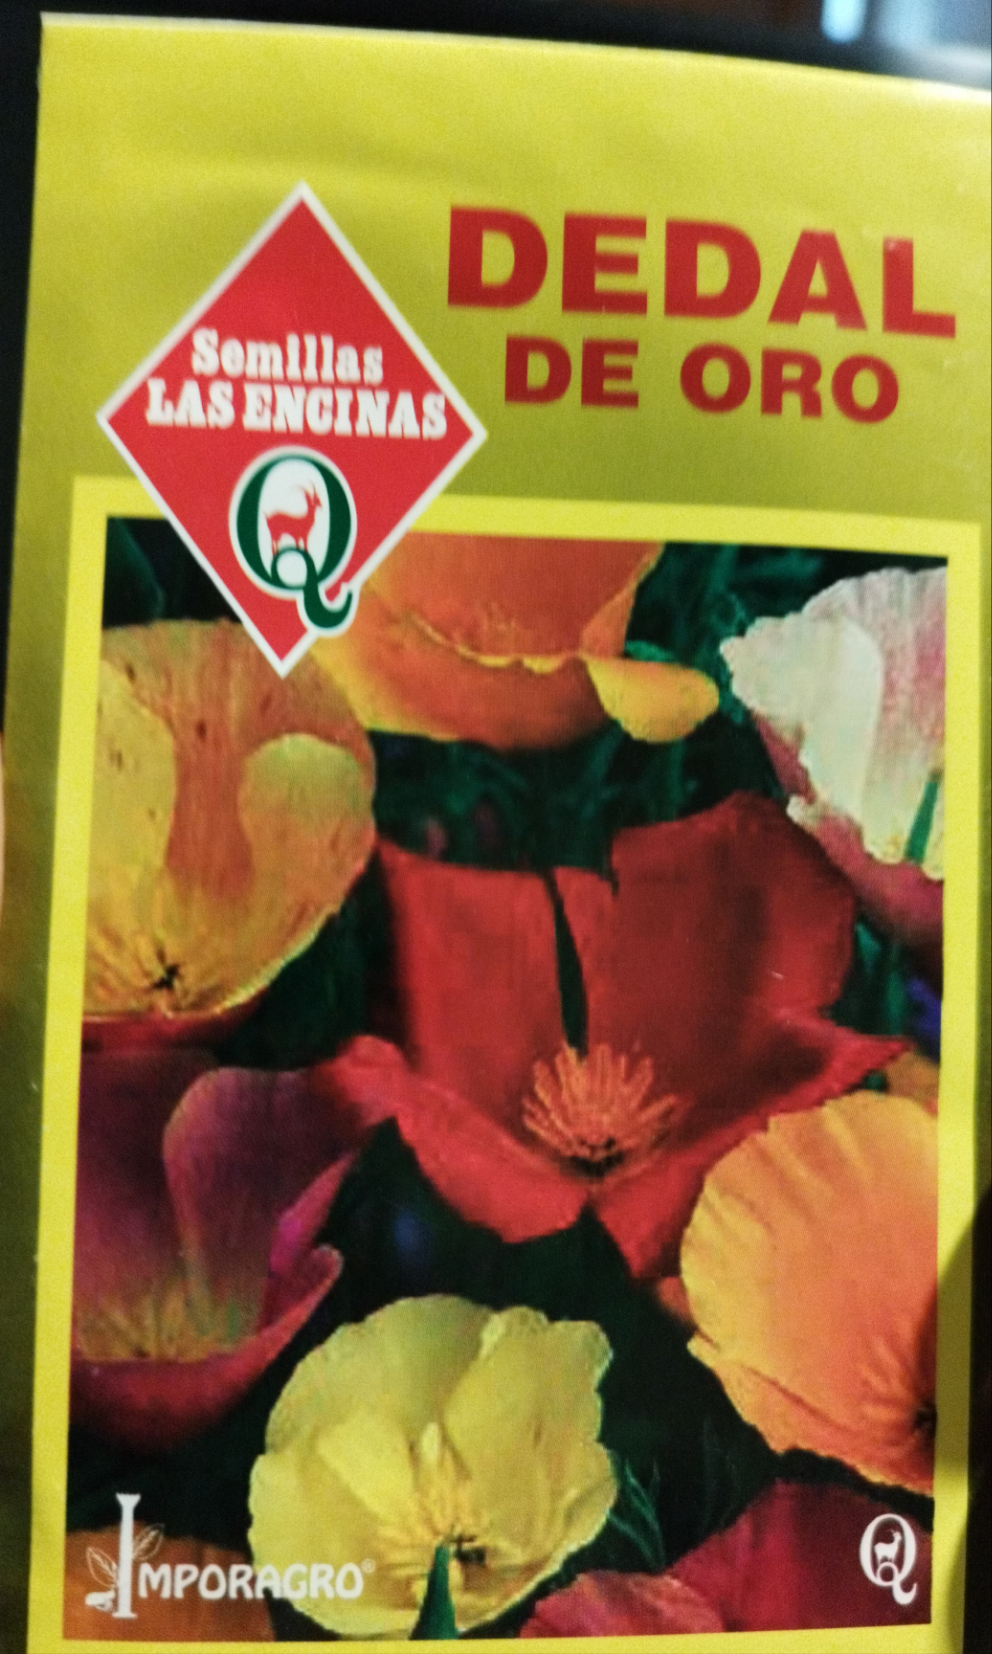 DEDAL
DE ORO
Semillas
LAS ENCINAS
Q
IMPORAGRO®
Q